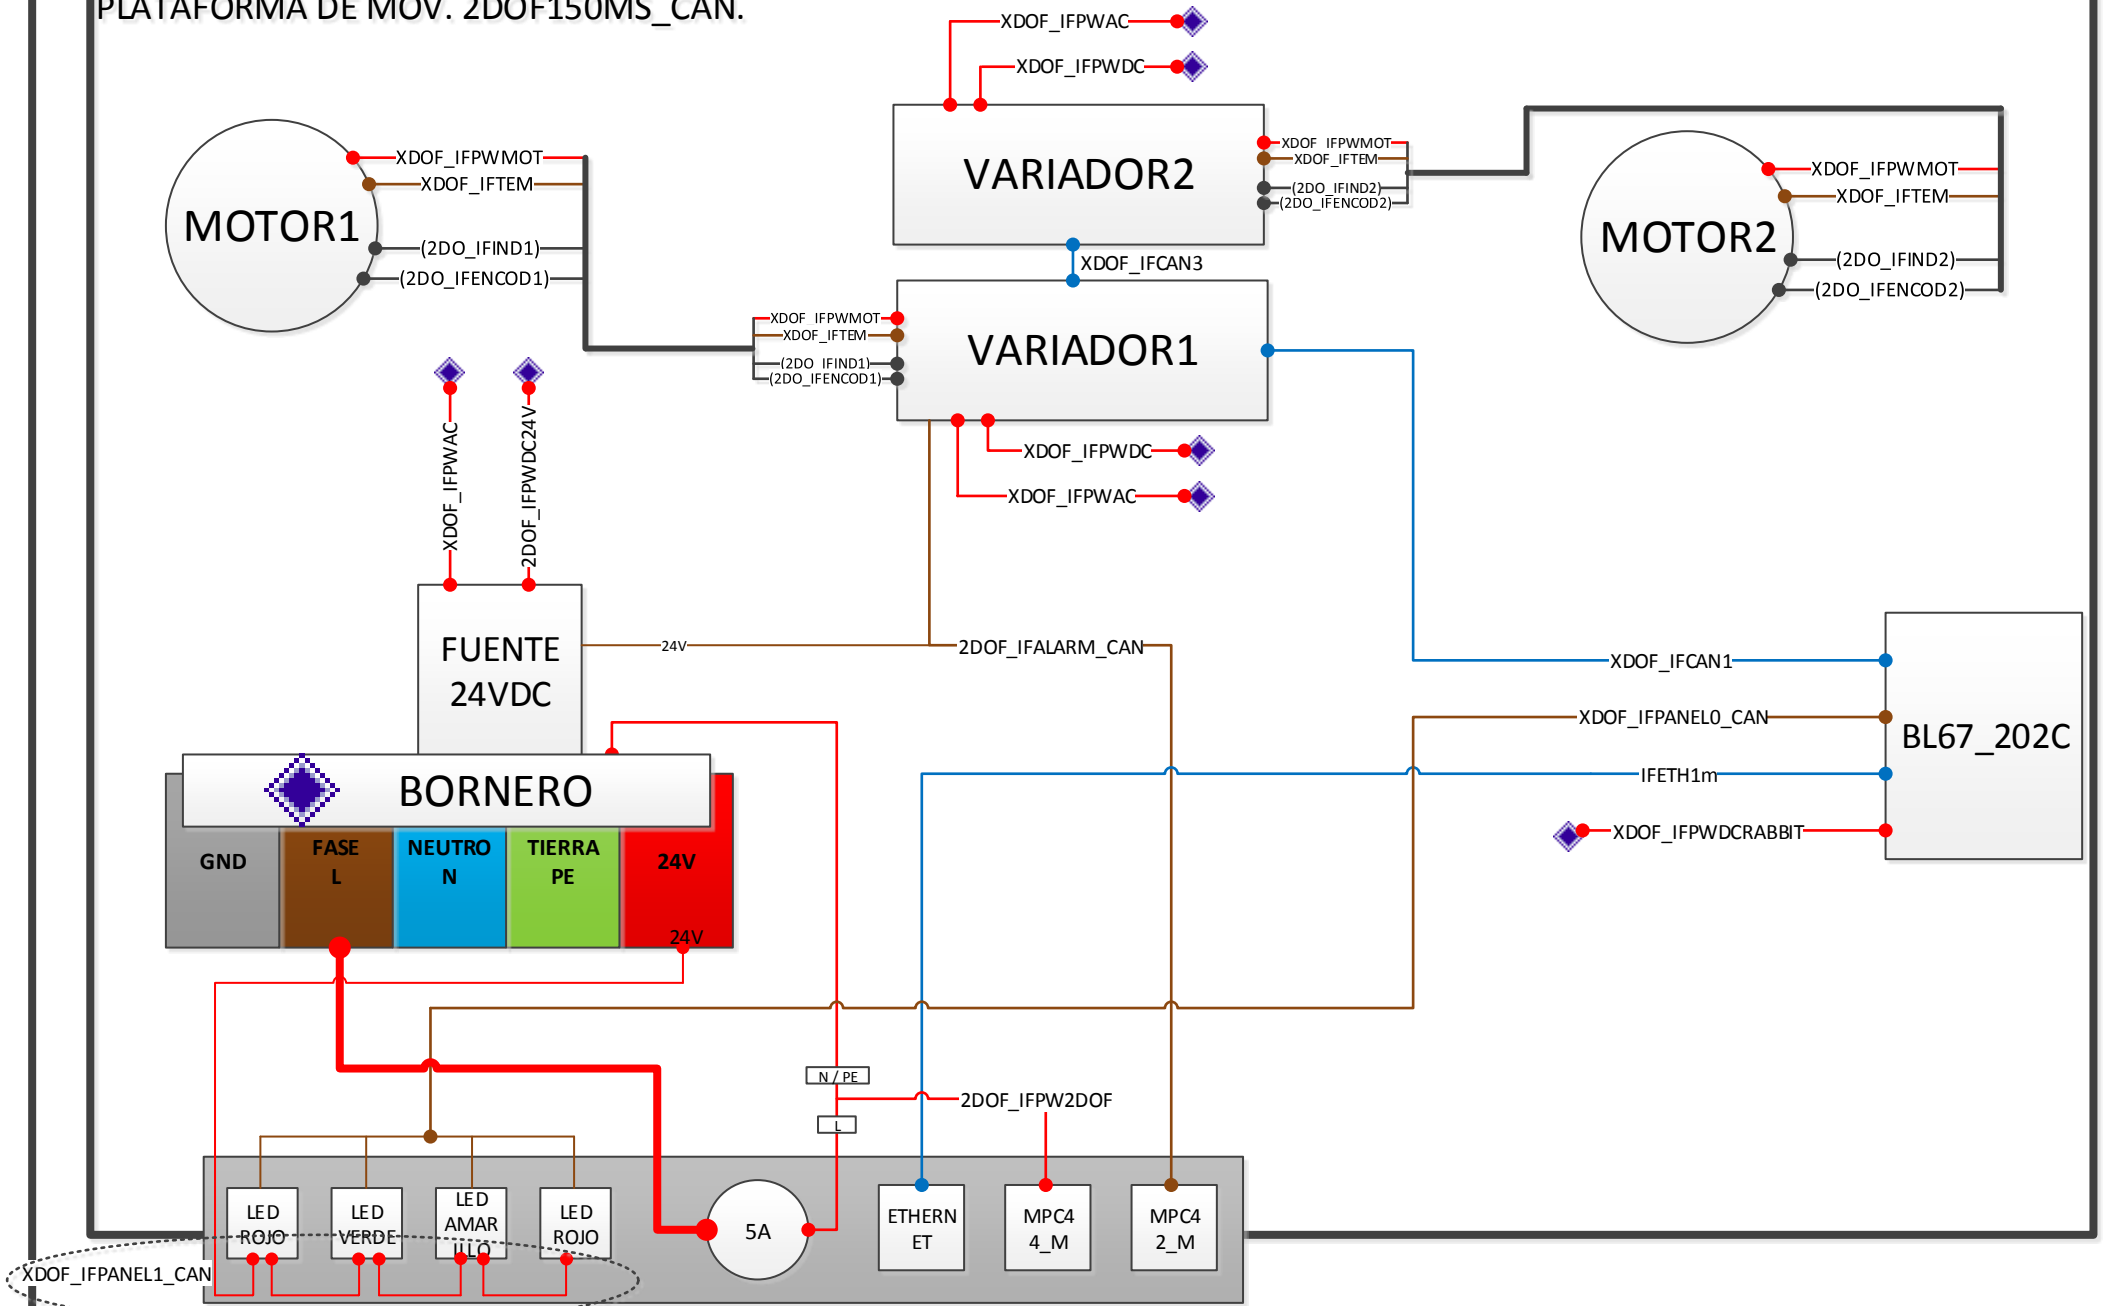 PLATAFORMA DE MOV. 2DOF150MS_CAN.
XDOF_IFPWAC
XDOF_IFPWDC
MOTOR1
XDOF_IFPWMOT
XDOF_IFTEM
(2DO_IFIND1)
(2DO_IFENCOD1)
VARIADOR2
XDOF_IFPWMOT
XDOF_IFTEM
(2DO_IFIND2)
(2DO_IFENCOD2)
MOTOR2
XDOF_IFPWMOT
XDOF_IFTEM
(2DO_IFIND2)
(2DO_IFENCOD2)
XDOF_IFCAN3
XDOF_IFPWMOT
XDOF_IFTEM
(2DO_IFIND1)
(2DO_IFENCOD1)
VARIADOR1
XDOF_IFPWDC
XDOF_IFPWAC
XDOF_IFPWAC
2DOF_IFPWDC24V
FUENTE
24VDC
24V
2DOF_IFALARM_CAN
XDOF_IFCAN1
XDOF_IFPANEL0_CAN
IFETH1m
XDOF_IFPWDCRABBIT
BL67_202C
BORNERO
GND
FASE
L
NEUTRO
N
TIERRA
PE
24V
24V
N / PE
L
2DOF_IFPW2DOF
LED
ROJO
LED
VERDE
LED
AMAR
ILLO
LED
ROJO
5A
ETHERN
ET
MPC4
4_M
MPC4
2_M
XDOF_IFPANEL1_CAN